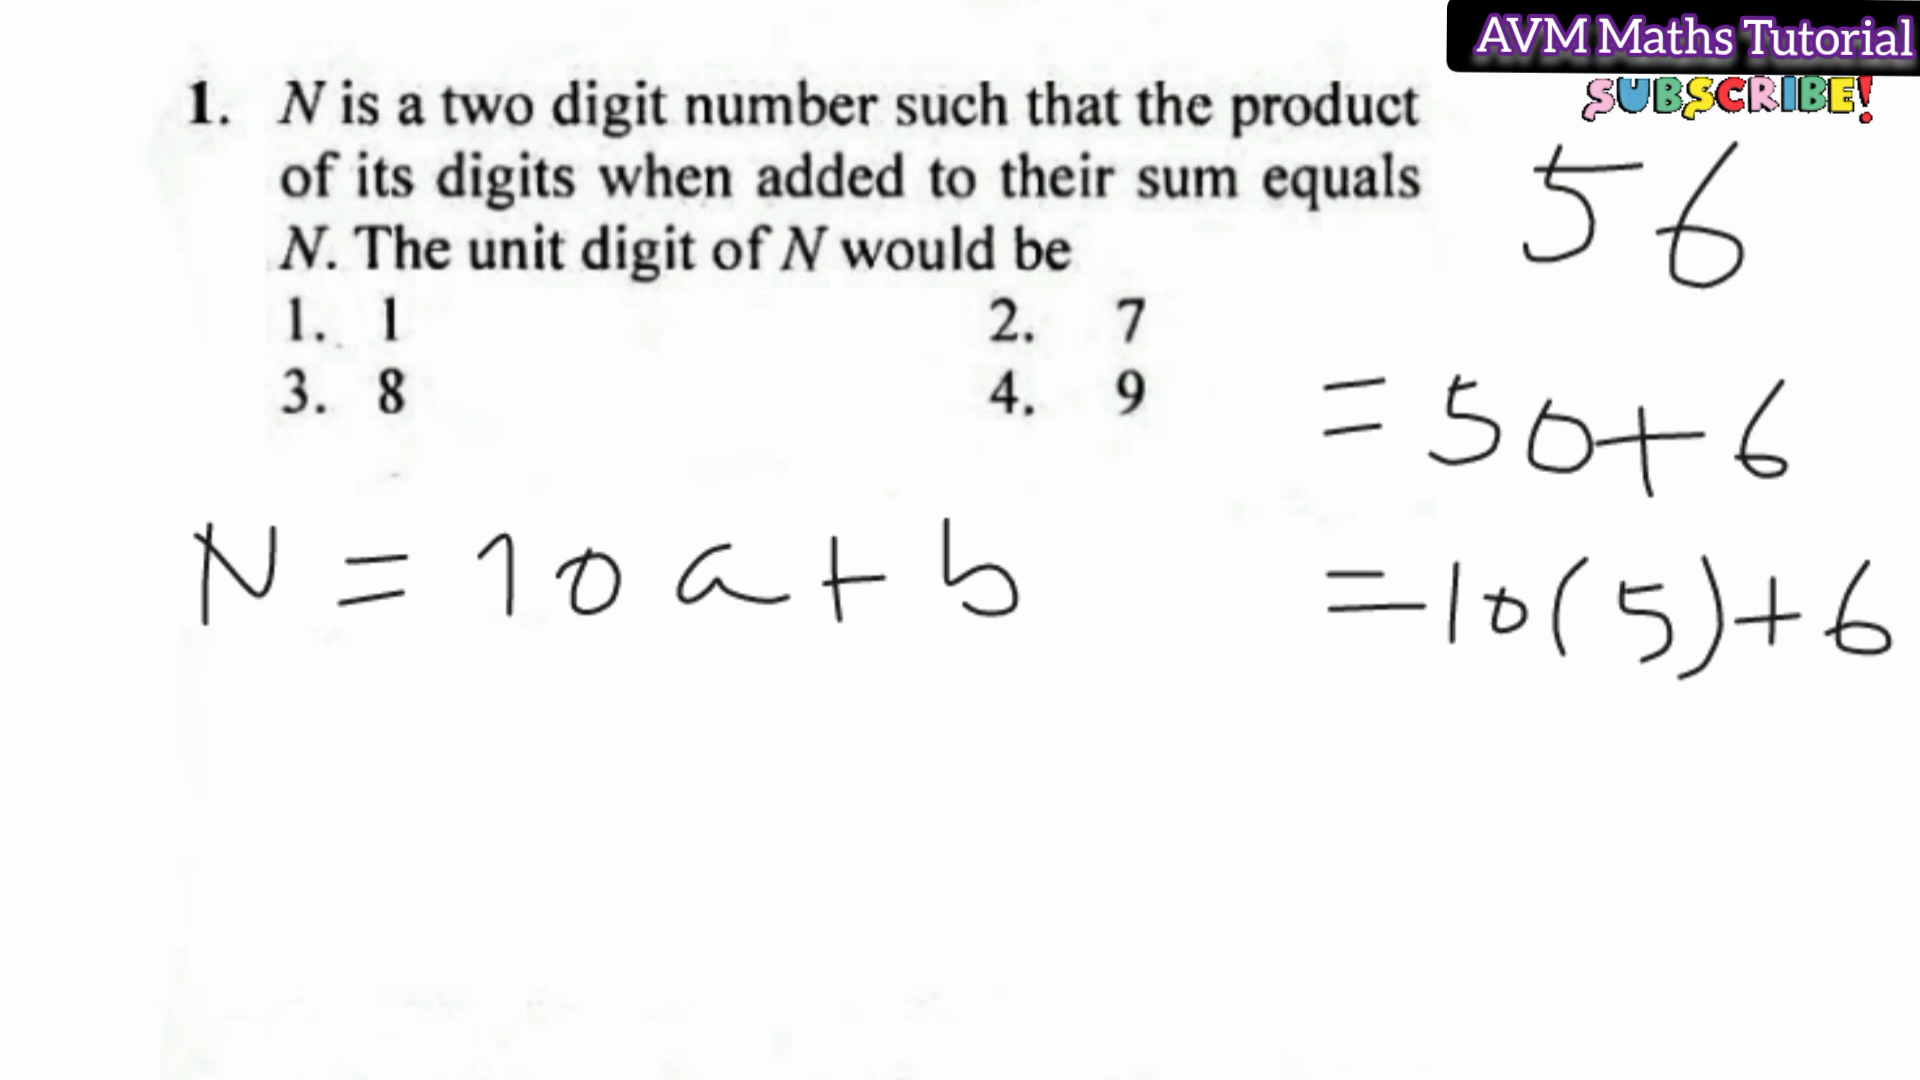 AVM Maths Tutorial
SUBSCRIBE!
1. N is a two digit number such that the product
of its digits when added to their sum equals
N. The unit digit of N would be
1. 1 2. 7
3. 8 4. 9
56
= 50+6
N = 10a+b
=10(5)+6